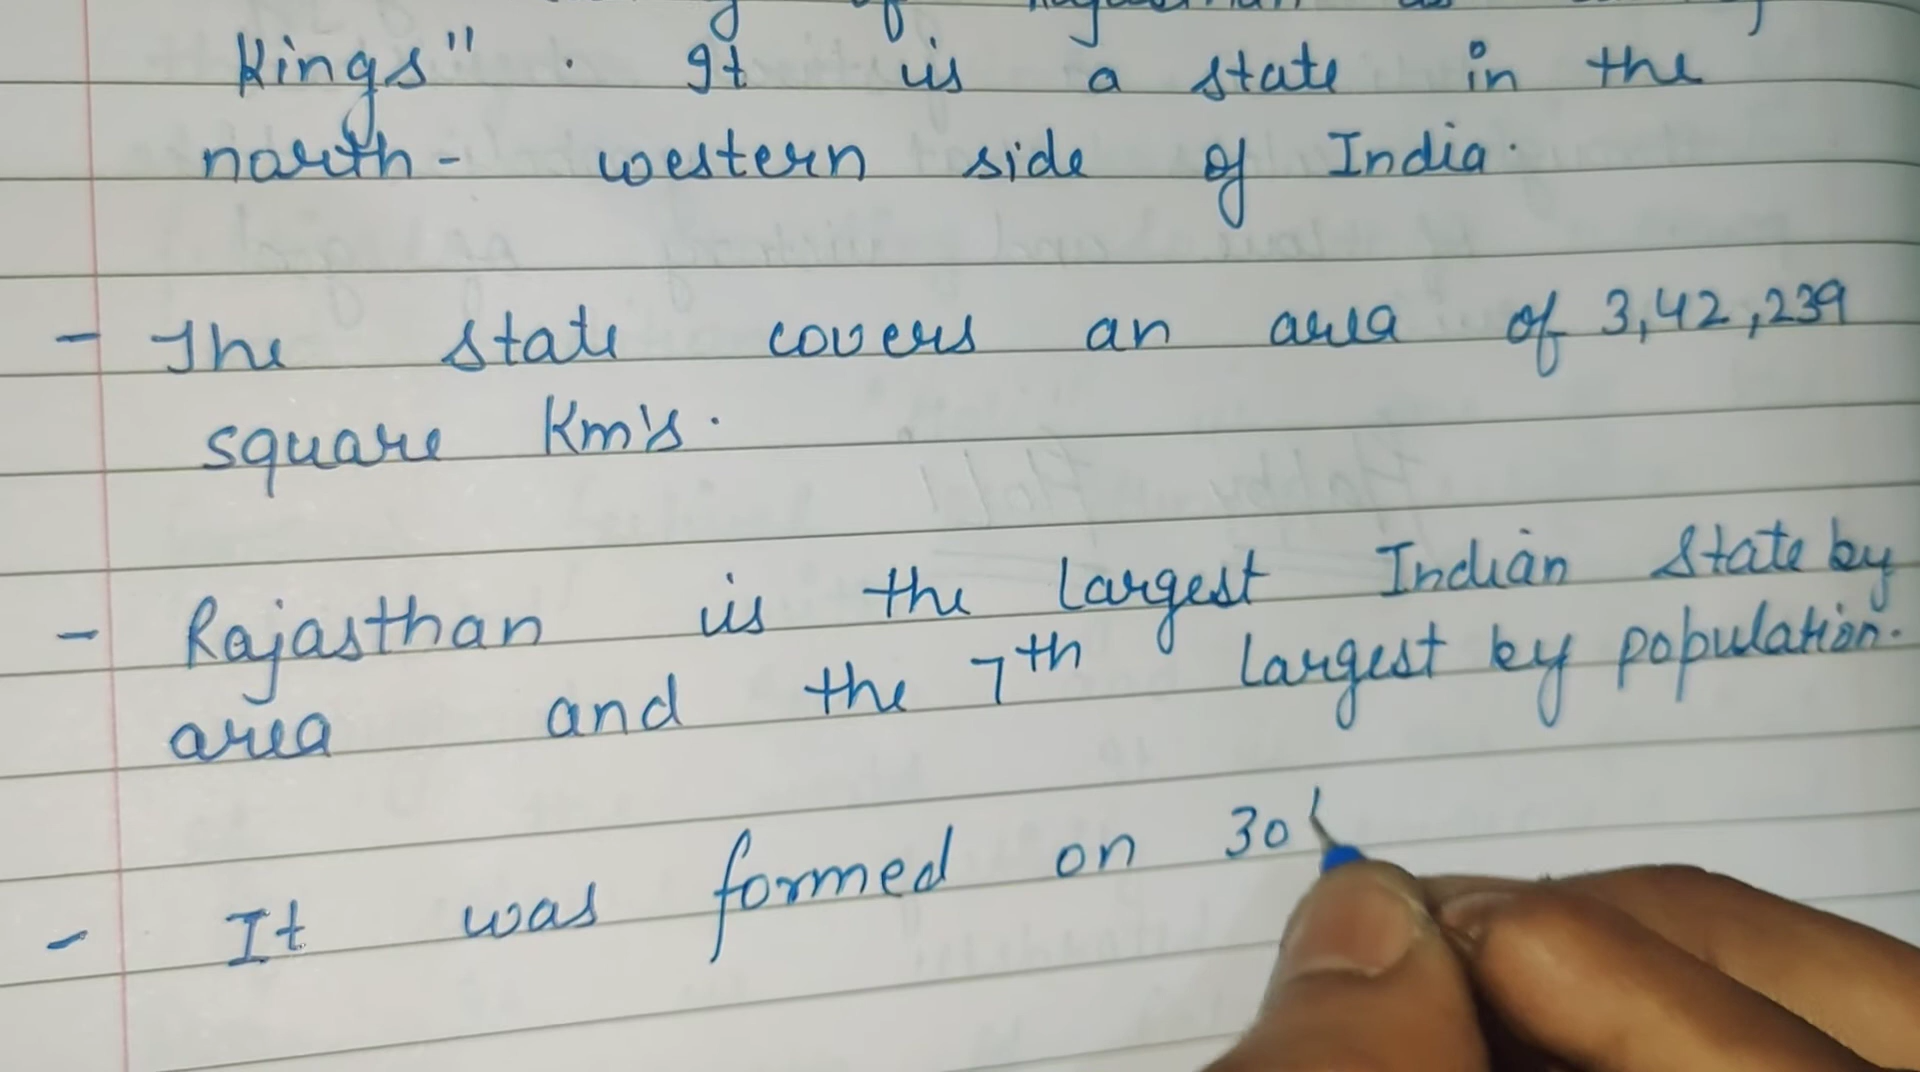 Kings". It is a state in the
north- western side of India.
- The state covers an area of 3,42,239
square Km's.
- Rajasthan is the largest Indian state by
area and the 7th largest by population.
- It was formed on 30